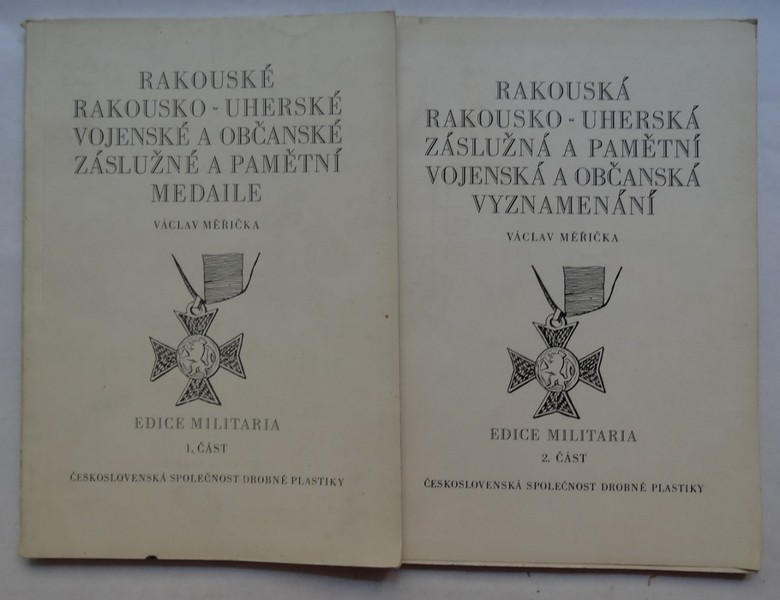 RAKOUSKÉ
RAKOUSKO - UHERSKÉ
VOJENSKÉ A OBČANSKÉ
ZÁSLUŽNÉ A PAMĚTNÍ
MEDAILE
VÁCLAV MĚŘIČKA
EDICE MILITARIA
1. ČÁST
ČESKOSLOVENSKÁ SPOLEČNOST DROBNÉ PLASTIKY
RAKOUSKÁ
RAKOUSKO - UHERSKÁ
ZÁSLUŽNÁ A PAMĚTNÍ
VOJENSKÁ A OBČANSKÁ
VYZNAMENÁNÍ
VÁCLAV MĚŘIČKA
EDICE MILITARIA
2. ČÁST
ČESKOSLOVENSKÁ SPOLEČNOST DROBNÉ PLASTIKY